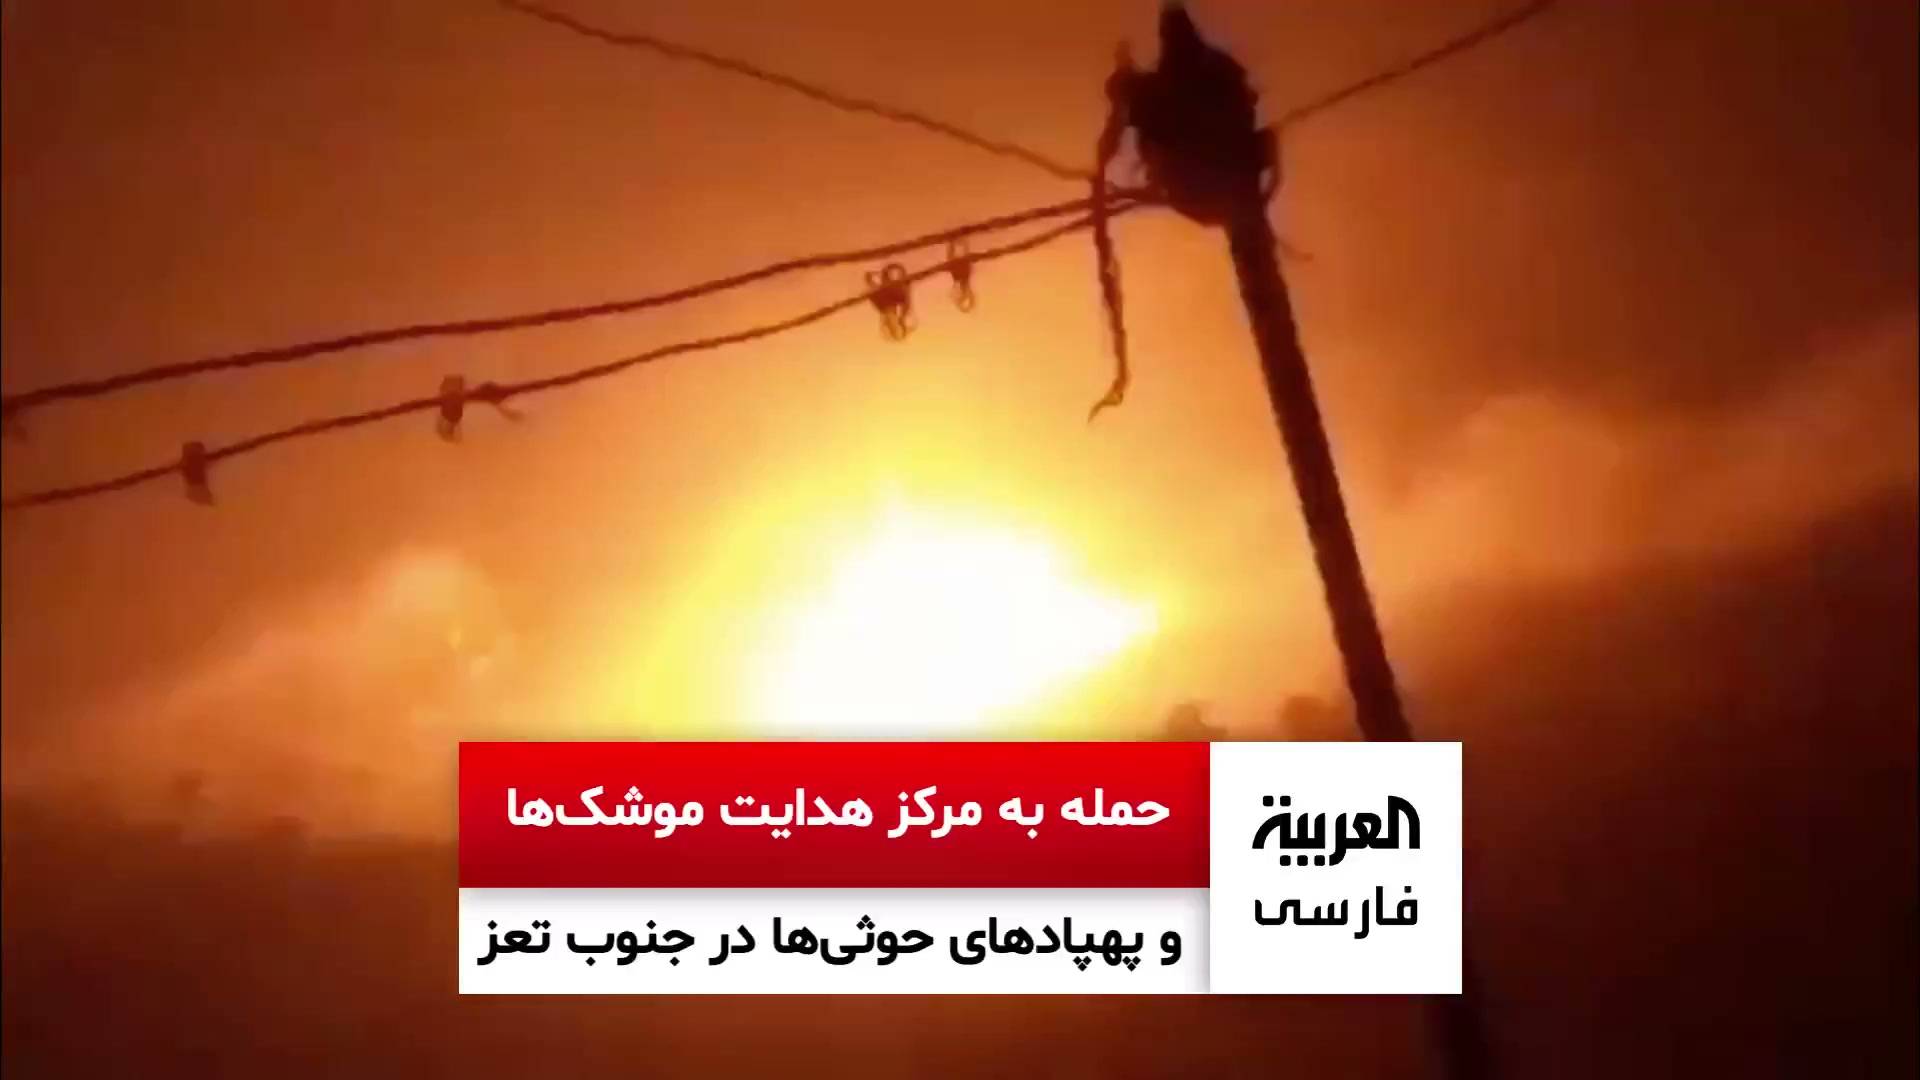 حمله به مرکز هدایت موشک‌ها
و پهپادهای حوثی‌ها در جنوب تعز
العربية
فارسی